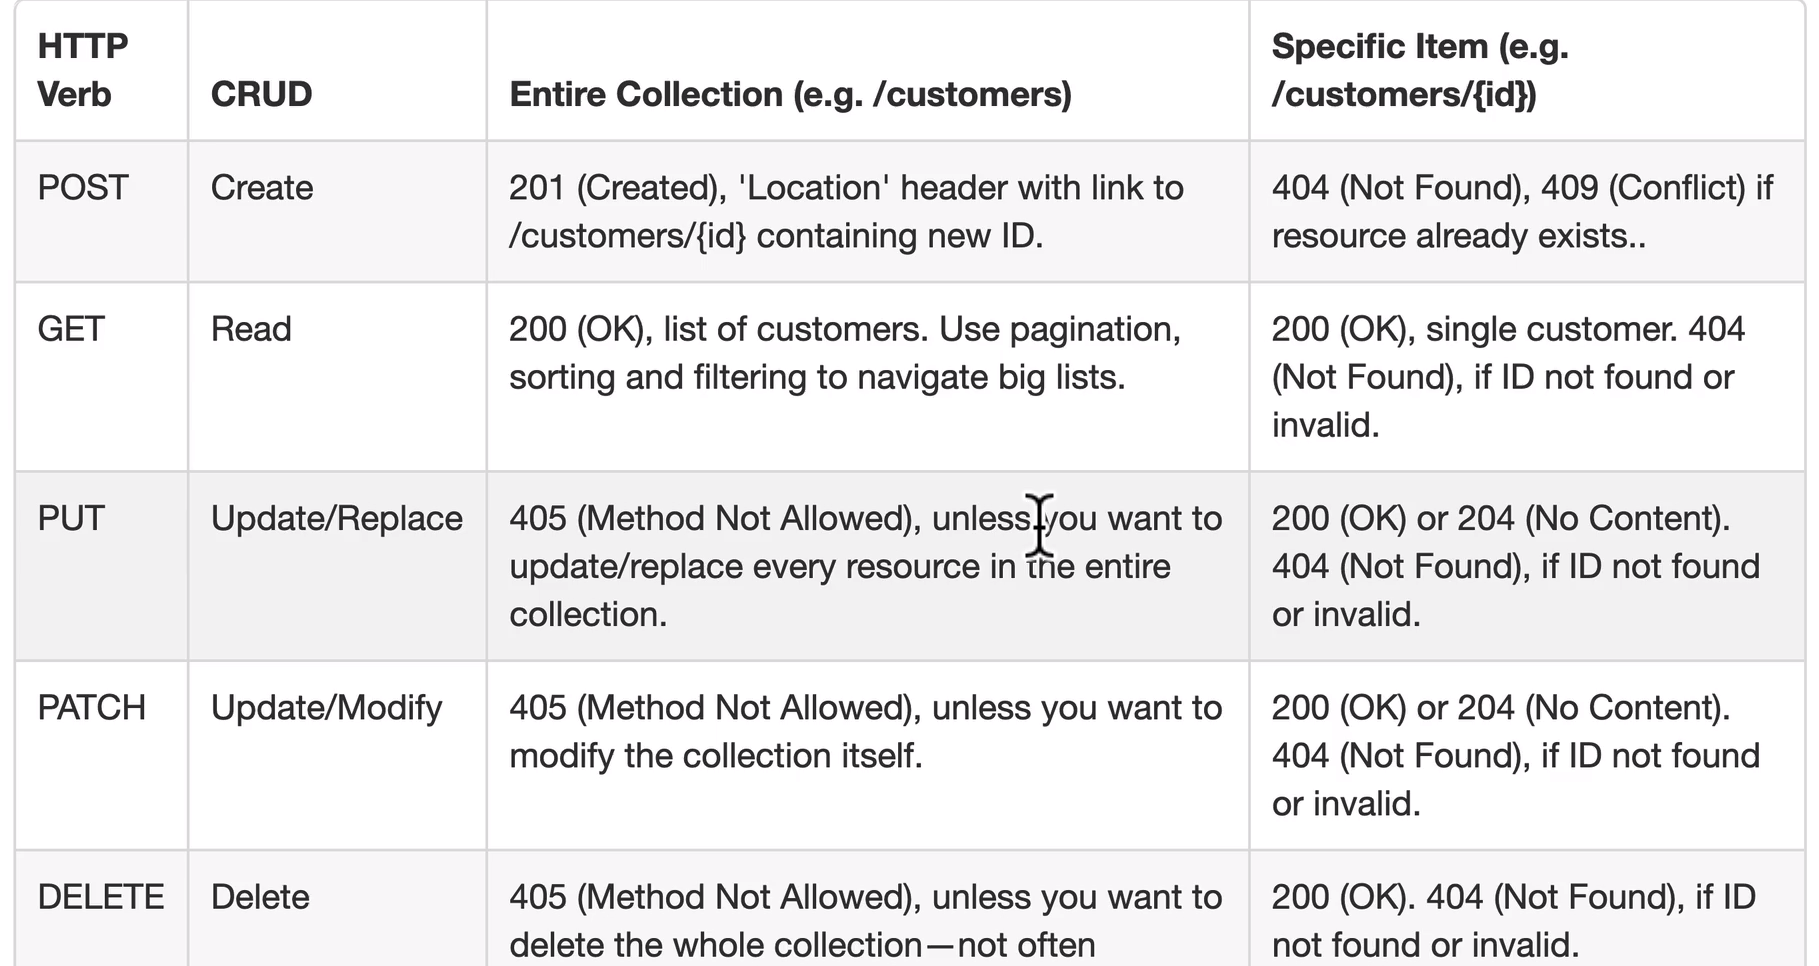 HTTP
Verb
CRUD
Entire Collection (e.g. /customers)
Specific Item (e.g.
/customers/{id})
POST
Create
201 (Created), 'Location' header with link to
/customers/{id} containing new ID.
404 (Not Found), 409 (Conflict) if
resource already exists..
GET
Read
200 (OK), list of customers. Use pagination,
sorting and filtering to navigate big lists.
200 (OK), single customer. 404
(Not Found), if ID not found or
invalid.
PUT
Update/Replace
405 (Method Not Allowed), unless you want to
update/replace every resource in the entire
collection.
200 (OK) or 204 (No Content).
404 (Not Found), if ID not found
or invalid.
PATCH
Update/Modify
405 (Method Not Allowed), unless you want to
modify the collection itself.
200 (OK) or 204 (No Content).
404 (Not Found), if ID not found
or invalid.
DELETE
Delete
405 (Method Not Allowed), unless you want to
delete the whole collection—not often
200 (OK). 404 (Not Found), if ID
not found or invalid.